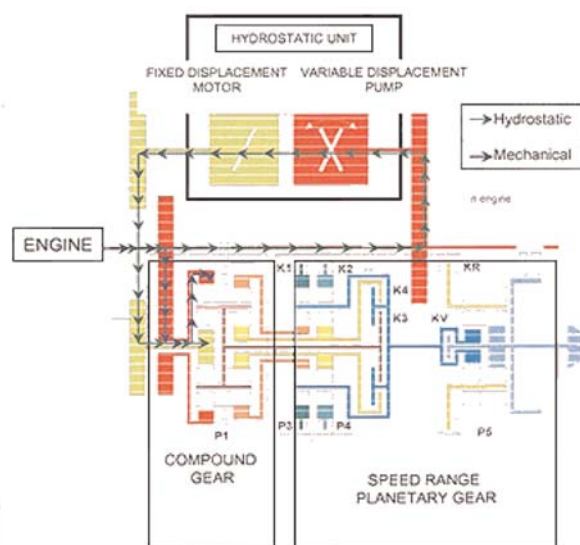 HYDROSTATIC UNIT
FIXED DISPLACEMENT
MOTOR
VARIABLE DISPLACEMENT
PUMP
Hydrostatic
Mechanical
n engine
ENGINE
K1
K2
K4
K3
KR
KV
P1
P3
P4
P5
COMPOUND
GEAR
SPEED RANGE
PLANETARY GEAR